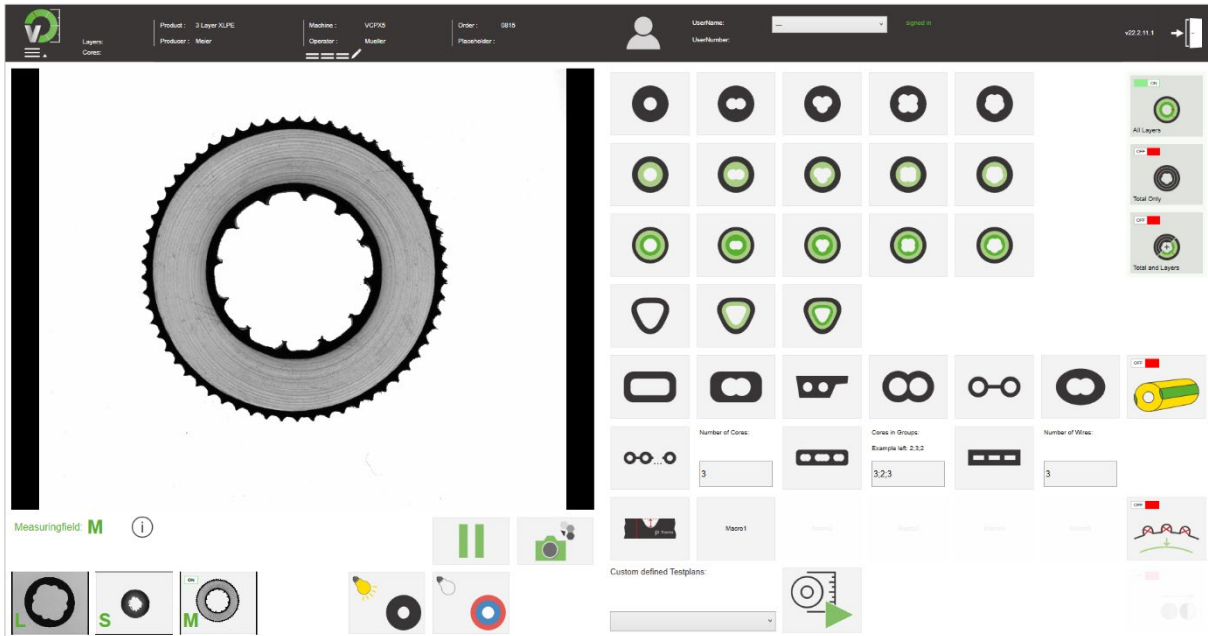 Layers:
Cores:
Product : 3 Layer XLPE
Producer : Meier
Machine : VCPX5
Operator : Mueller
Order : 0815
Placeholder :
UserName:
UserNumber:
---
signed in
v22.2.11.1
ON
All Layers
OFF
Total Only
OFF
Total and Layers
OFF
Number of Cores:
3
Cores in Groups:
Example left: 2;3;2
3;2;3
Number of Wires:
3
Macro1
OFF
Measuringfield: M
i
L
S
ON
M
Custom defined Testplans: